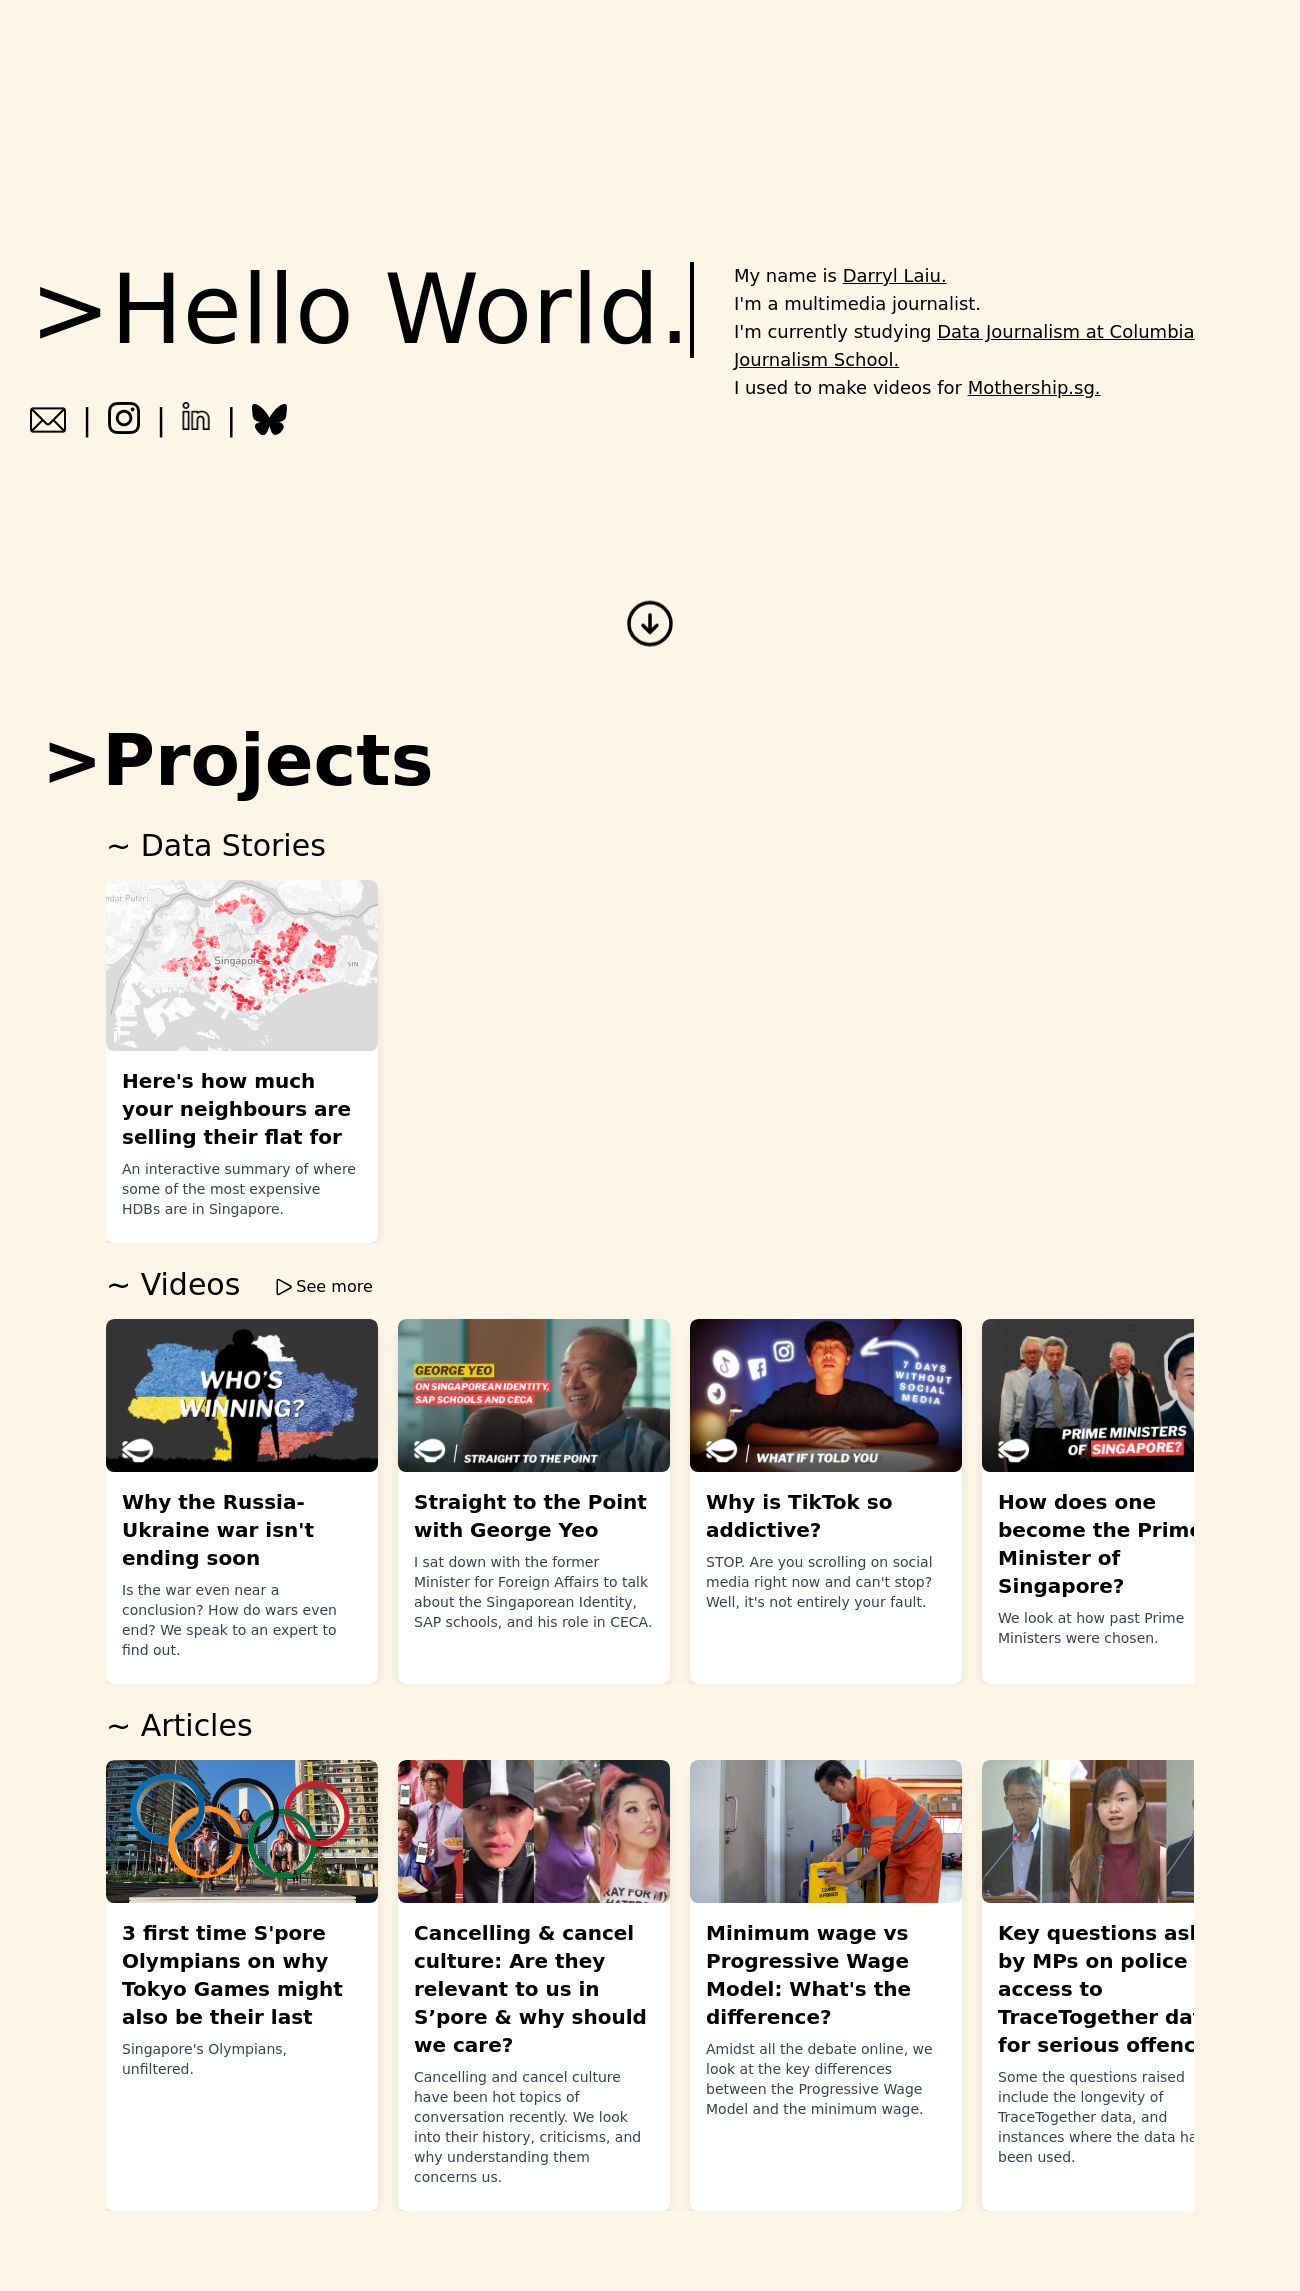 >Hello World.
My name is Darryl Laiu.
I'm a multimedia journalist.
I'm currently studying Data Journalism at Columbia
Journalism School.
I used to make videos for Mothership.sg.
| | |
>Projects
~ Data Stories
ndar Puteri
Singapore
SIN
Here's how much
your neighbours are
selling their flat for
An interactive summary of where
some of the most expensive
HDBs are in Singapore.
~ Videos
See more
WHO'S
WINNING?
Why the Russia-
Ukraine war isn't
ending soon
Is the war even near a
conclusion? How do wars even
end? We speak to an expert to
find out.
GEORGE YEO
ON SINGAPOREAN IDENTITY,
SAP SCHOOLS AND CECA
STRAIGHT TO THE POINT
Straight to the Point
with George Yeo
I sat down with the former
Minister for Foreign Affairs to talk
about the Singaporean Identity,
SAP schools, and his role in CECA.
7 DAYS
WITHOUT
SOCIAL
MEDIA
WHAT IF I TOLD YOU
Why is TikTok so
addictive?
STOP. Are you scrolling on social
media right now and can't stop?
Well, it's not entirely your fault.
PRIME MINISTERS
OF SINGAPORE?
How does one
become the Prime
Minister of
Singapore?
We look at how past Prime
Ministers were chosen.
~ Articles
3 first time S'pore
Olympians on why
Tokyo Games might
also be their last
Singapore's Olympians,
unfiltered.
RAY FOR MY
Cancelling & cancel
culture: Are they
relevant to us in
S’pore & why should
we care?
Cancelling and cancel culture
have been hot topics of
conversation recently. We look
into their history, criticisms, and
why understanding them
concerns us.
Minimum wage vs
Progressive Wage
Model: What's the
difference?
Amidst all the debate online, we
look at the key differences
between the Progressive Wage
Model and the minimum wage.
Key questions as
by MPs on police
access to
TraceTogether da
for serious offenc
Some the questions raised
include the longevity of
TraceTogether data, and
instances where the data ha
been used.